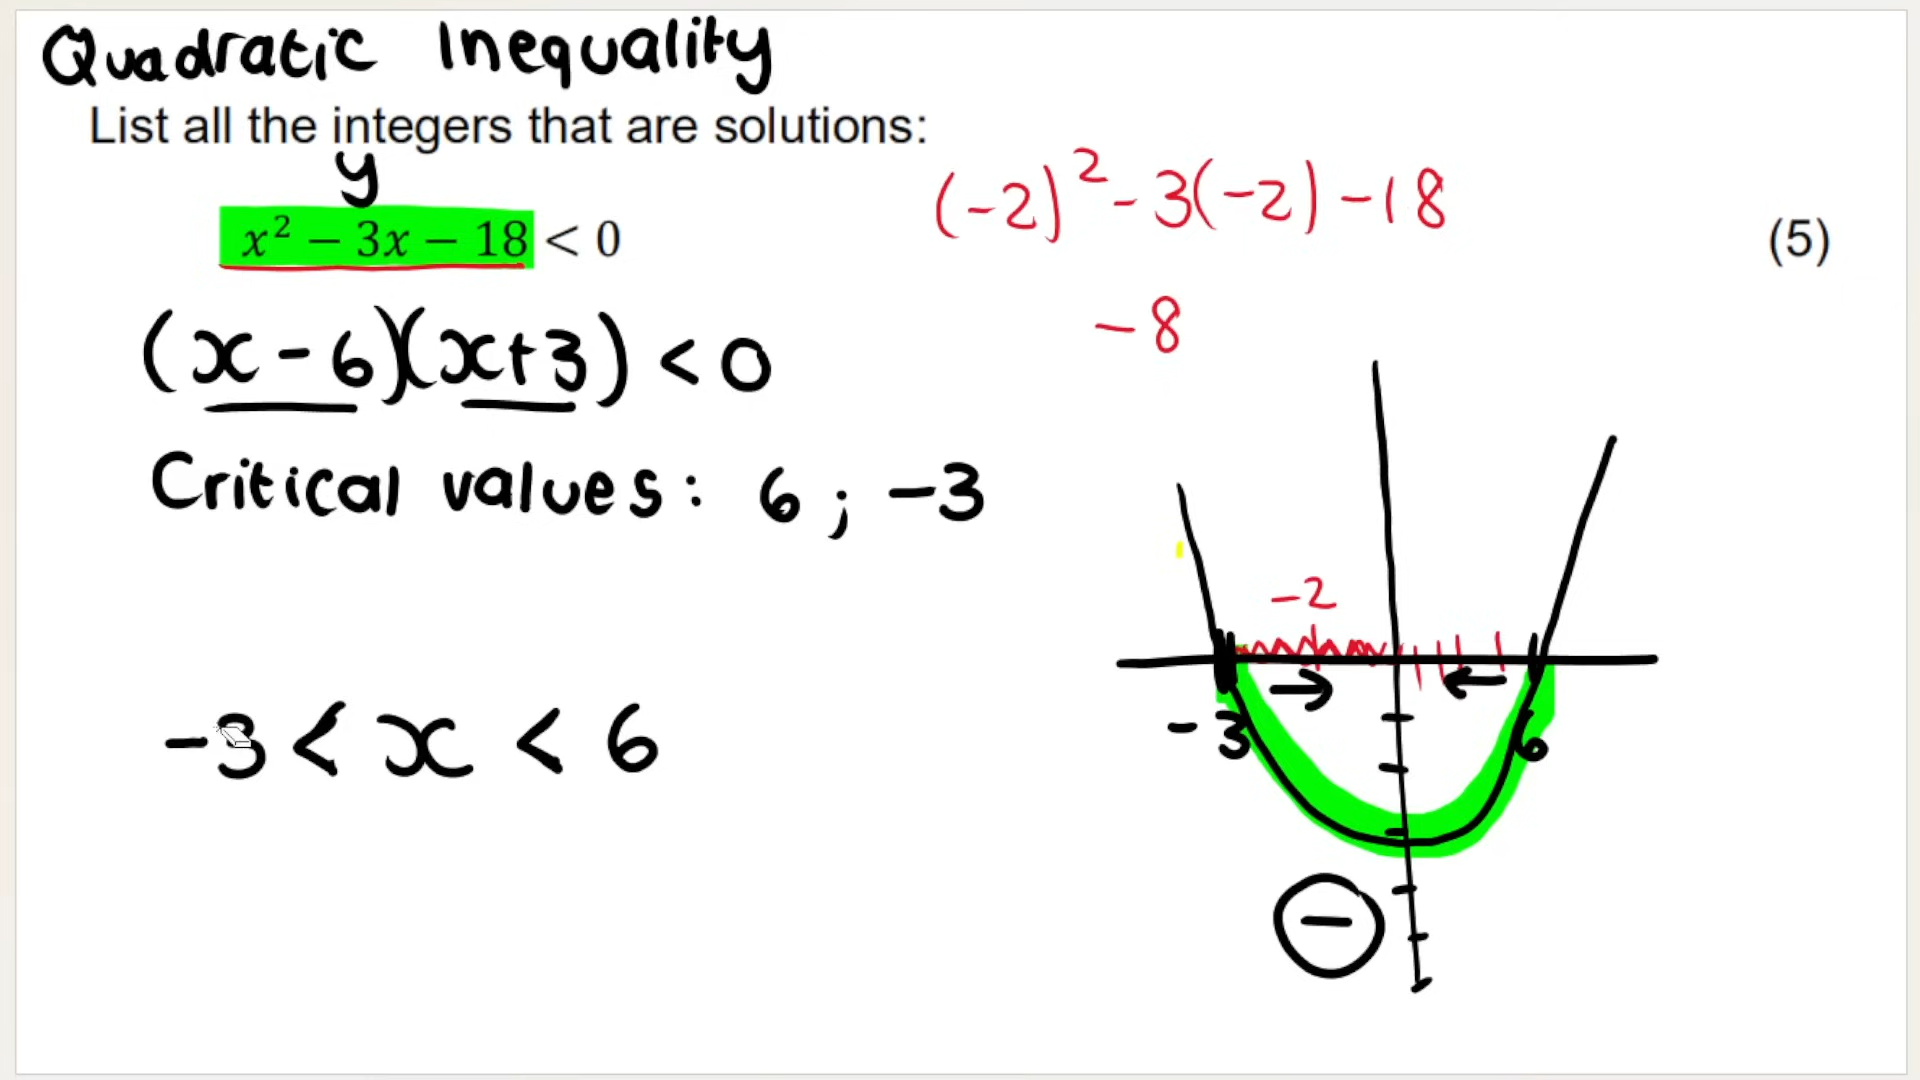 Quadratic Inequality
List all the integers that are solutions:
y
x² – 3x – 18 < 0
(5)
(x-6)(x+3) < 0
Critical values: 6 ; -3
-3 < x < 6
(-2)² - 3(-2) - 18
-8
-2
-3
6
−